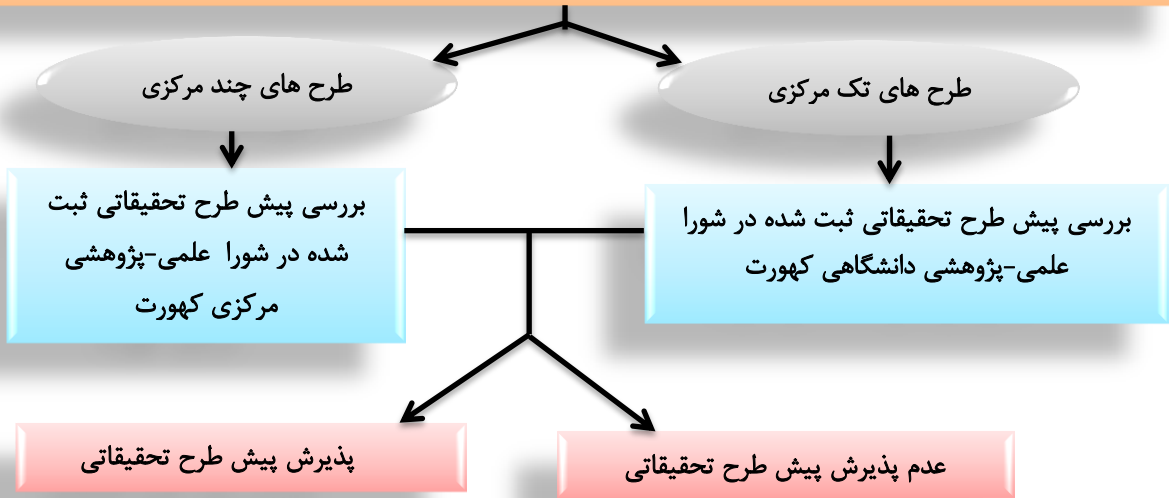 طرح های تک مرکزی
طرح های چند مرکزی
بررسی پیش طرح تحقیقاتی ثبت شده در شورا
علمی-پژوهشی دانشگاهی کهورت
بررسی پیش طرح تحقیقاتی ثبت
شده در شورا علمی-پژوهشی
مرکزی کهورت
عدم پذیرش پیش طرح تحقیقاتی
پذیرش پیش طرح تحقیقاتی